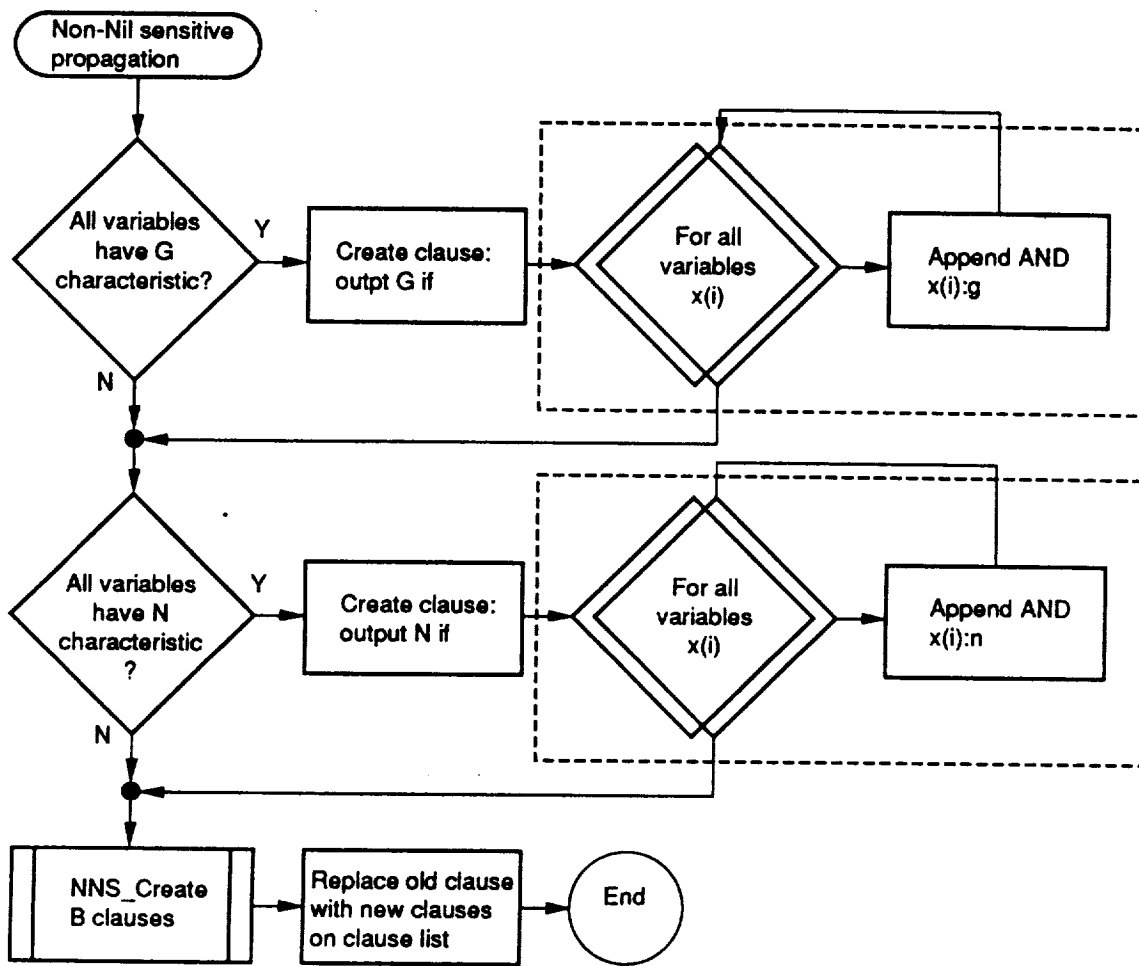 Non-Nil sensitive
propagation
All variables
have G
characteristic?
Y
N
Create clause:
outpt G if
For all
variables
x(i)
Append AND
x(i):g
All variables
have N
characteristic
?
Y
N
Create clause:
output N if
For all
variables
x(i)
Append AND
x(i):n
NNS_Create
B clauses
Replace old clause
with new clauses
on clause list
End